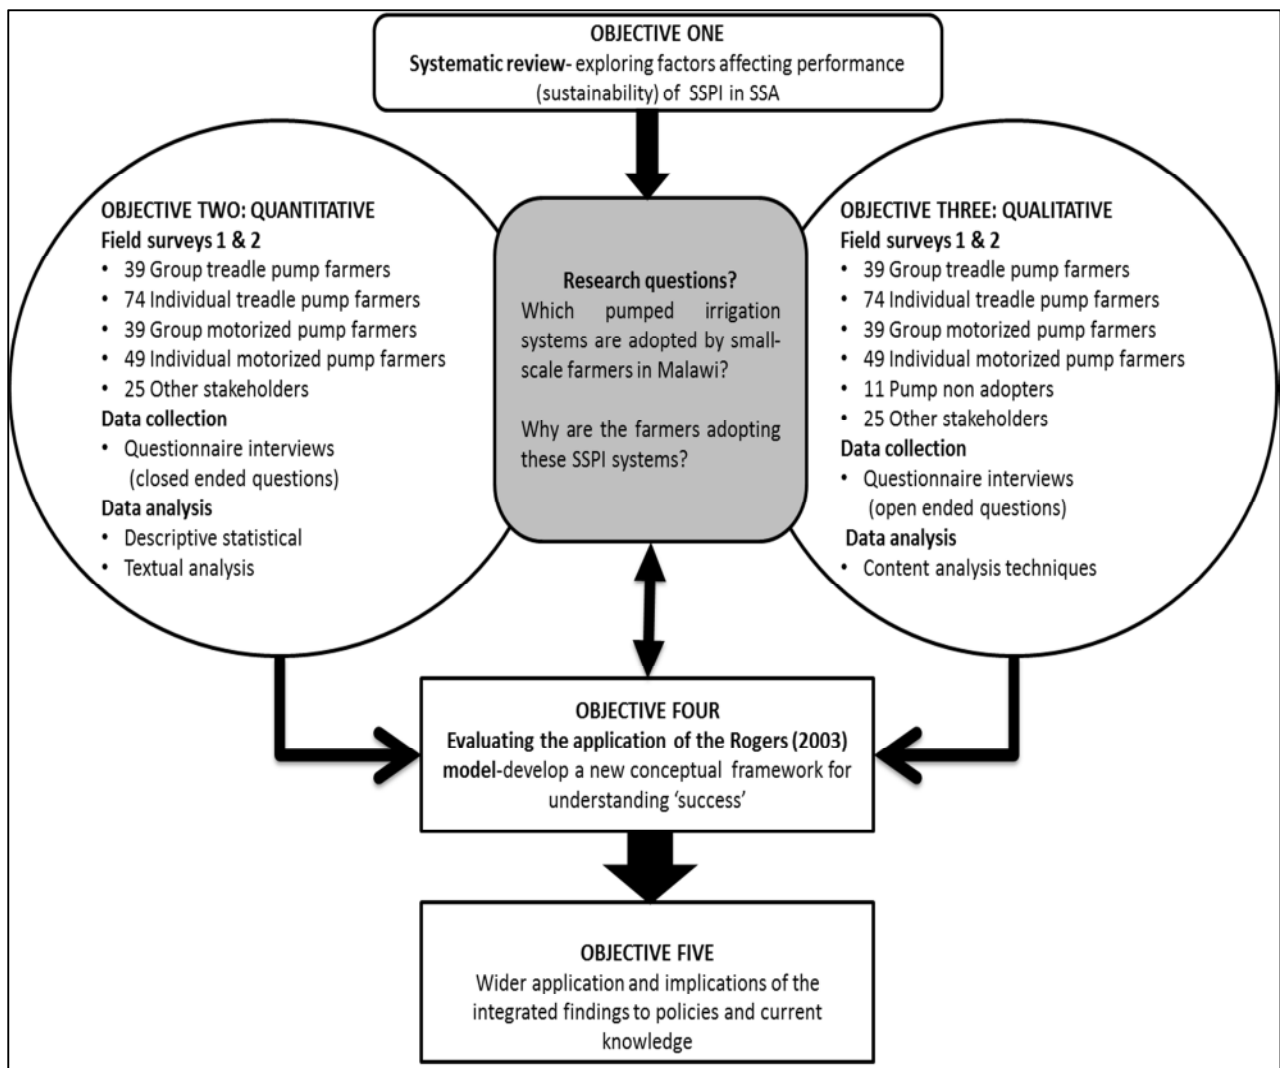 OBJECTIVE ONE
Systematic review- exploring factors affecting performance
(sustainability) of SSPI in SSA
OBJECTIVE TWO: QUANTITATIVE
Field surveys 1 & 2
• 39 Group treadle pump farmers
• 74 Individual treadle pump farmers
• 39 Group motorized pump farmers
• 49 Individual motorized pump farmers
• 25 Other stakeholders
Data collection
• Questionnaire interviews
(closed ended questions)
Data analysis
• Descriptive statistical
• Textual analysis
Research questions?
Which pumped irrigation
systems are adopted by small-
scale farmers in Malawi?
Why are the farmers adopting
these SSPI systems?
OBJECTIVE THREE: QUALITATIVE
Field surveys 1 & 2
• 39 Group treadle pump farmers
• 74 Individual treadle pump farmers
• 39 Group motorized pump farmers
• 49 Individual motorized pump farmers
• 11 Pump non adopters
• 25 Other stakeholders
Data collection
• Questionnaire interviews
(open ended questions)
Data analysis
• Content analysis techniques
OBJECTIVE FOUR
Evaluating the application of the Rogers (2003)
model-develop a new conceptual framework for
understanding ‘success’
OBJECTIVE FIVE
Wider application and implications of the
integrated findings to policies and current
knowledge